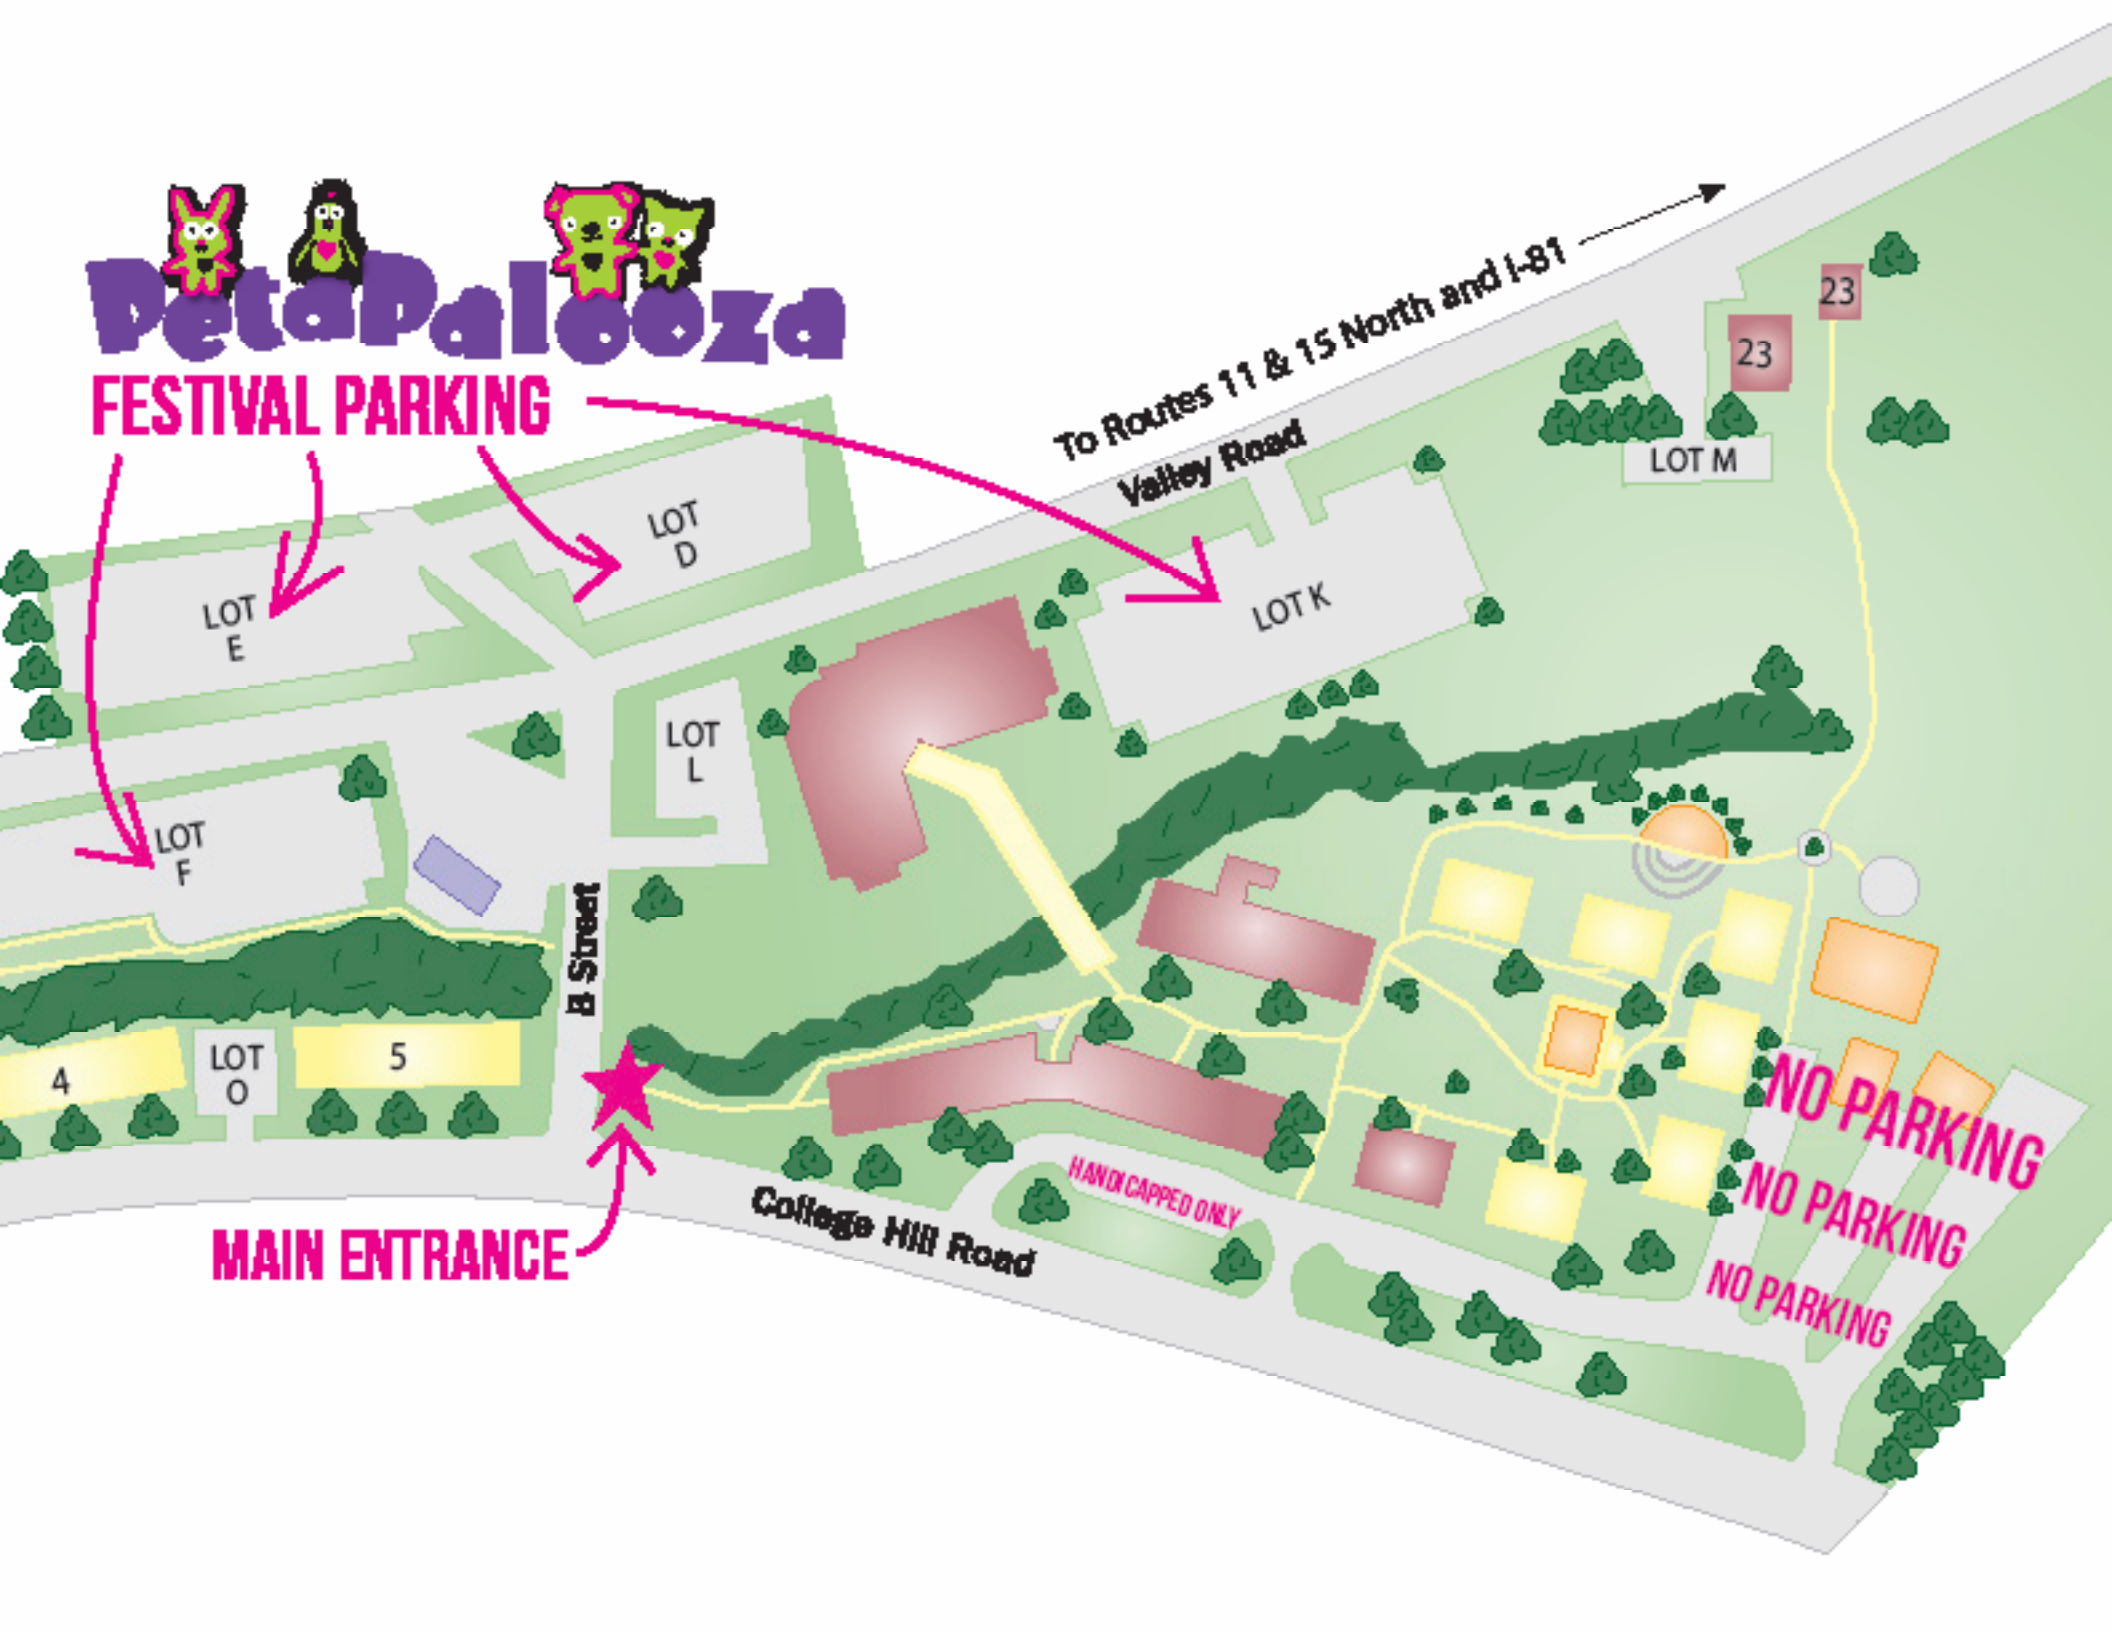 PetaPalooza
FESTIVAL PARKING
To Routes 11 & 15 North and I-81
Valley Road
23
23
LOT M
LOT
D
LOT K
LOT
E
LOT
L
LOT
F
B Street
4
LOT
O
5
MAIN ENTRANCE
College Hill Road
HANDICAPPED ONLY
NO PARKING
NO PARKING
NO PARKING